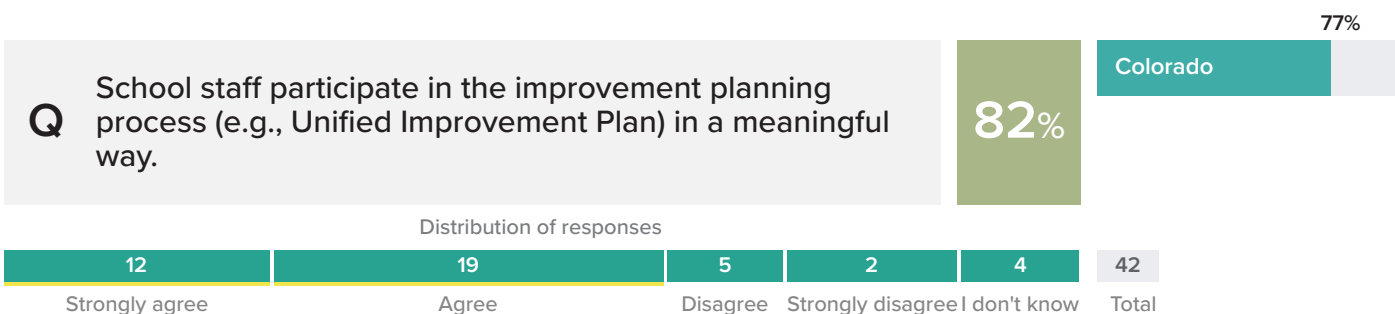 77%
Q
School staff participate in the improvement planning
process (e.g., Unified Improvement Plan) in a meaningful
way.
82%
Colorado
Distribution of responses
12 19 5 2 4 42
Strongly agree Agree Disagree Strongly disagree I don't know Total